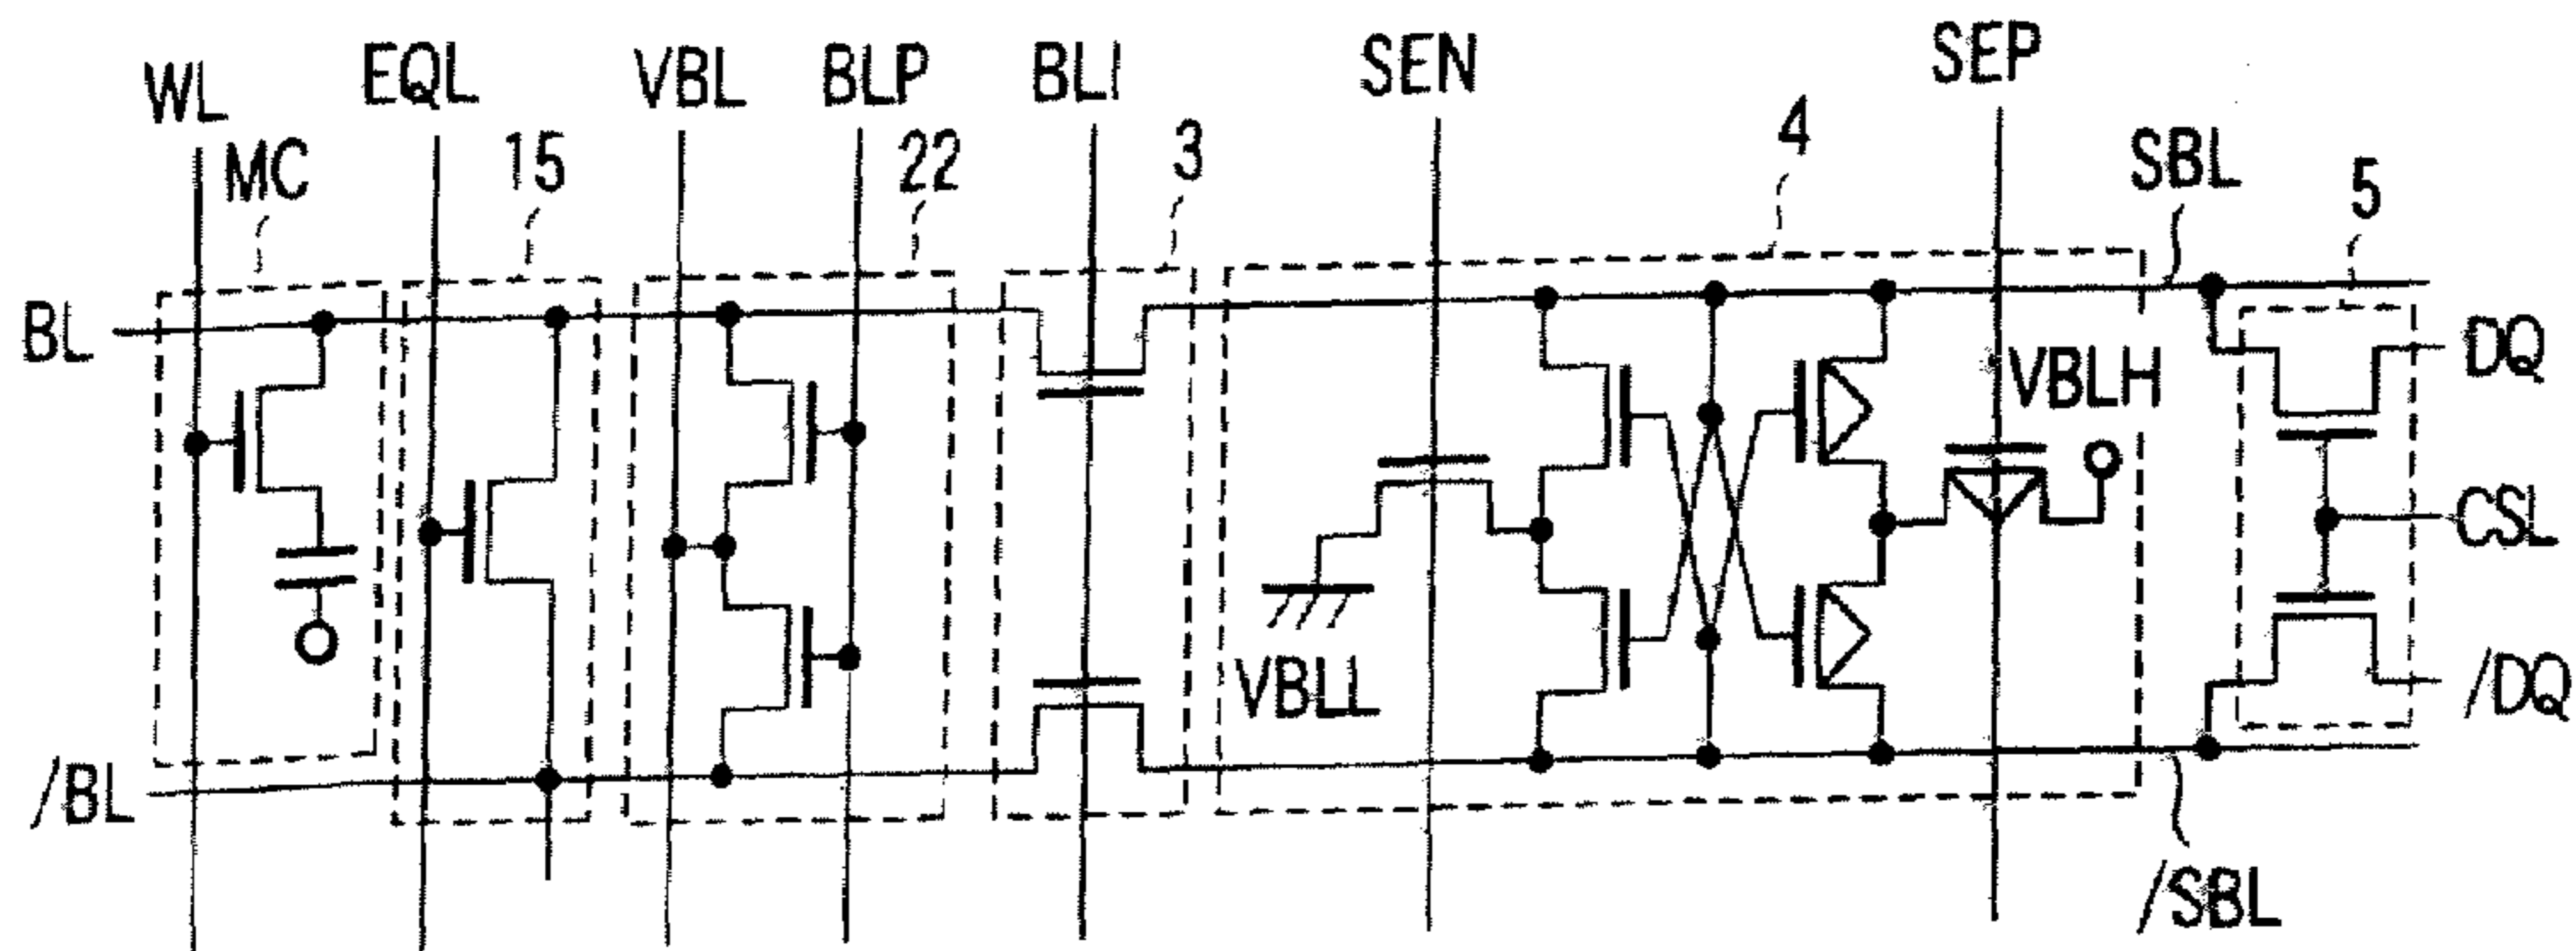 WL
EQL
VBL
BLP
BLI
SEN
SEP
MC
15
22
3
4
SBL
5
BL
DQ
VBLH
CSL
VBLL
/BL
/DQ
/SBL